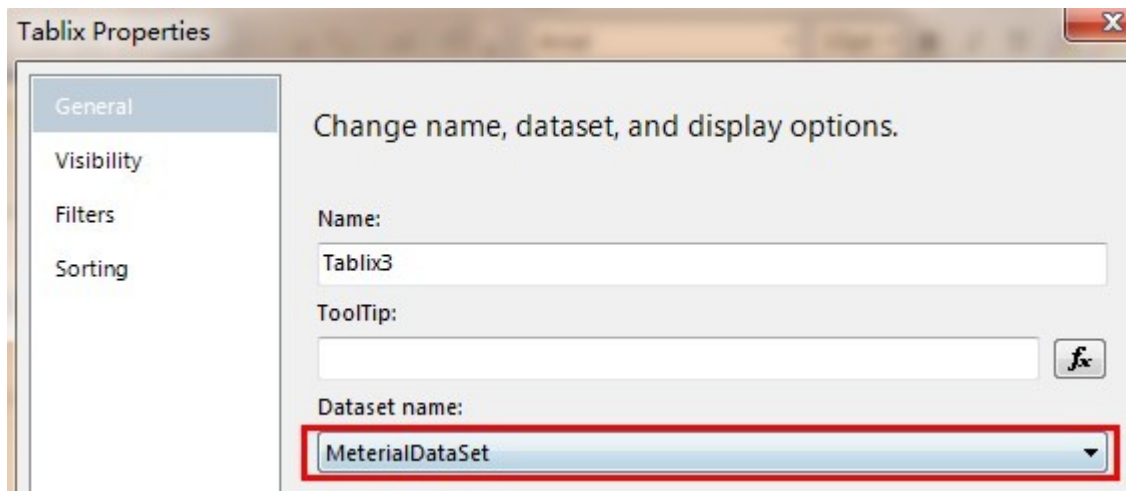 Tablix Properties
General
Visibility
Filters
Sorting
Change name, dataset, and display options.
Name:
Tablix3
ToolTip:
fx
Dataset name:
MeterialDataSet